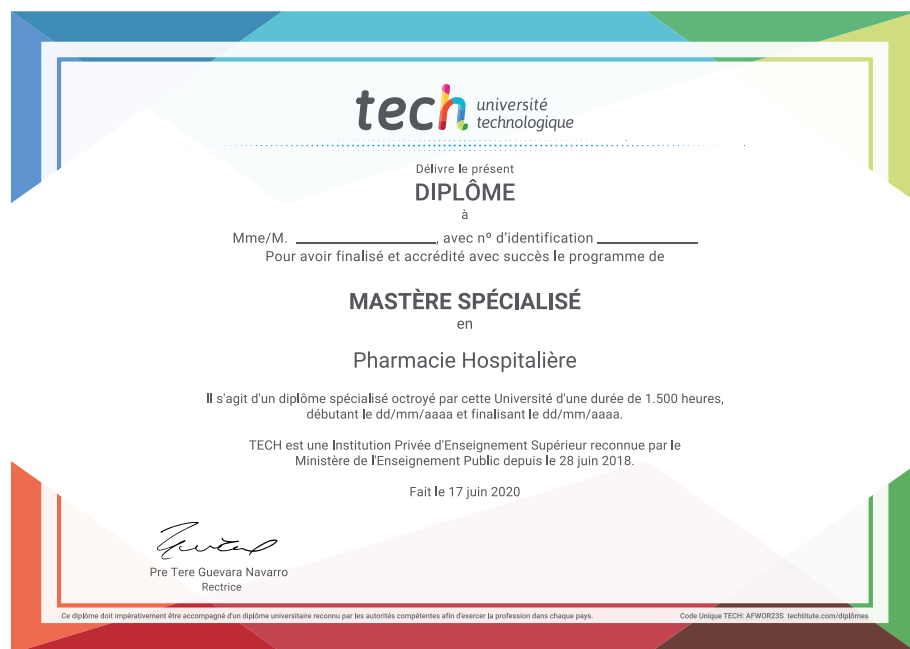 tech université
technologique
Délivre le présent
DIPLÔME
à
Mme/M. ____________________, avec nº d'identification ______________
Pour avoir finalisé et accrédité avec succès le programme de
MASTÈRE SPÉCIALISÉ
en
Pharmacie Hospitalière
Il s'agit d'un diplôme spécialisé octroyé par cette Université d'une durée de 1.500 heures,
débutant le dd/mm/aaaa et finalisant le dd/mm/aaaa.
TECH est une Institution Privée d'Enseignement Supérieur reconnue par le
Ministère de l'Enseignement Public depuis le 28 juin 2018.
Fait le 17 juin 2020
Pre Tere Guevara Navarro
Rectrice
Ce diplôme doit impérativement être accompagné d'un diplôme universitaire reconnu par les autorités compétentes afin d'exercer la profession dans chaque pays.
Code Unique TECH: AFWOR23S techtitute.com/diplômes